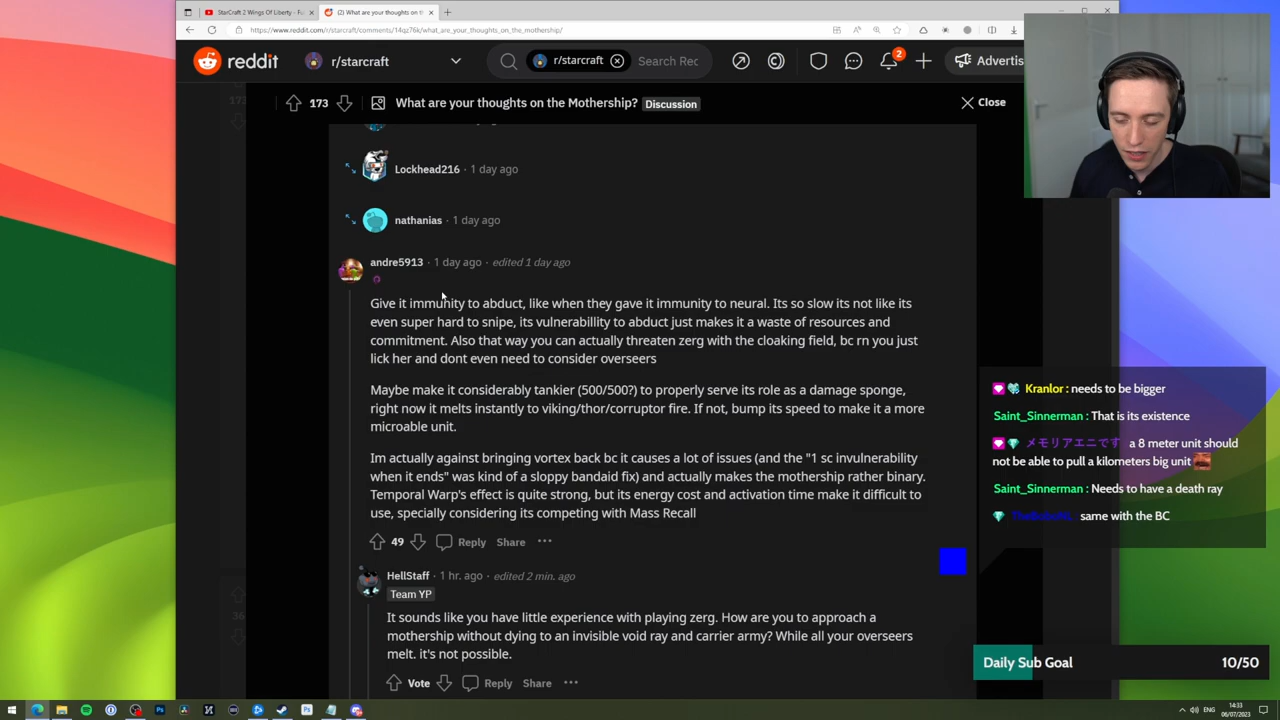 StarCraft 2 Wings Of Liberty - Fu
(2) What are your thoughts on th
https://www.reddit.com/r/starcraft/comments/14qz76k/what_are_your_thoughts_on_the_mothership/
reddit
r/starcraft
r/starcraft
Search Rec
2
Advertis
173
173
What are your thoughts on the Mothership?
Discussion
Close
Lockhead216 · 1 day ago
nathanias · 1 day ago
andre5913 · 1 day ago · edited 1 day ago
Give it immunity to abduct, like when they gave it immunity to neural. Its so slow its not like its
even super hard to snipe, its vulnerabillity to abduct just makes it a waste of resources and
commitment. Also that way you can actually threaten zerg with the cloaking field, bc rn you just
lick her and dont even need to consider overseers
Maybe make it considerably tankier (500/500?) to properly serve its role as a damage sponge,
right now it melts instantly to viking/thor/corruptor fire. If not, bump its speed to make it a more
microable unit.
Im actually against bringing vortex back bc it causes a lot of issues (and the "1 sc invulnerability
when it ends" was kind of a sloppy bandaid fix) and actually makes the mothership rather binary.
Temporal Warp's effect is quite strong, but its energy cost and activation time make it difficult to
use, specially considering its competing with Mass Recall
49
Reply
Share
HellStaff · 1 hr. ago · edited 2 min. ago
Team YP
It sounds like you have little experience with playing zerg. How are you to approach a
mothership without dying to an invisible void ray and carrier army? While all your overseers
melt. it's not possible.
Vote
Reply
Share
Kranlor: needs to be bigger
Saint_Sinnerman: That is its existence
メモリアエニです a 8 meter unit should
not be able to pull a kilometers big unit
Saint_Sinnerman: Needs to have a death ray
same with the BC
Daily Sub Goal
10/50
ENG
14:33
06/07/2023